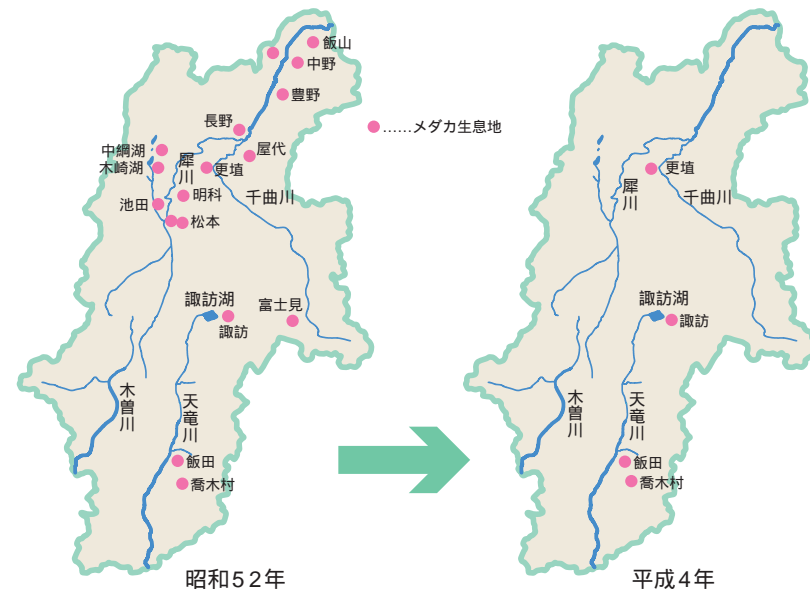 飯山
中野
豊野
長野
……メダカ生息地
屋代
中綱湖
木崎湖
犀川
更埴
明科
池田
千曲川
松本
諏訪湖
富士見
諏訪
木曽川
天竜川
飯田
喬木村
昭和52年
更埴
犀川
千曲川
諏訪湖
諏訪
木曽川
天竜川
飯田
喬木村
平成4年